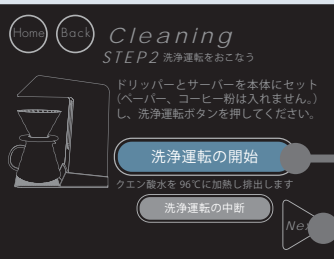 Home Back Cleaning
STEP2 洗浄運転をおこなう
ドリッパーとサーバーを本体にセット
(ペーパー、コーヒー粉は入れません。)
し、洗浄運転ボタンを押してください。
洗浄運転の開始
クエン酸水を 96℃に加熱し排出します
洗浄運転の中断